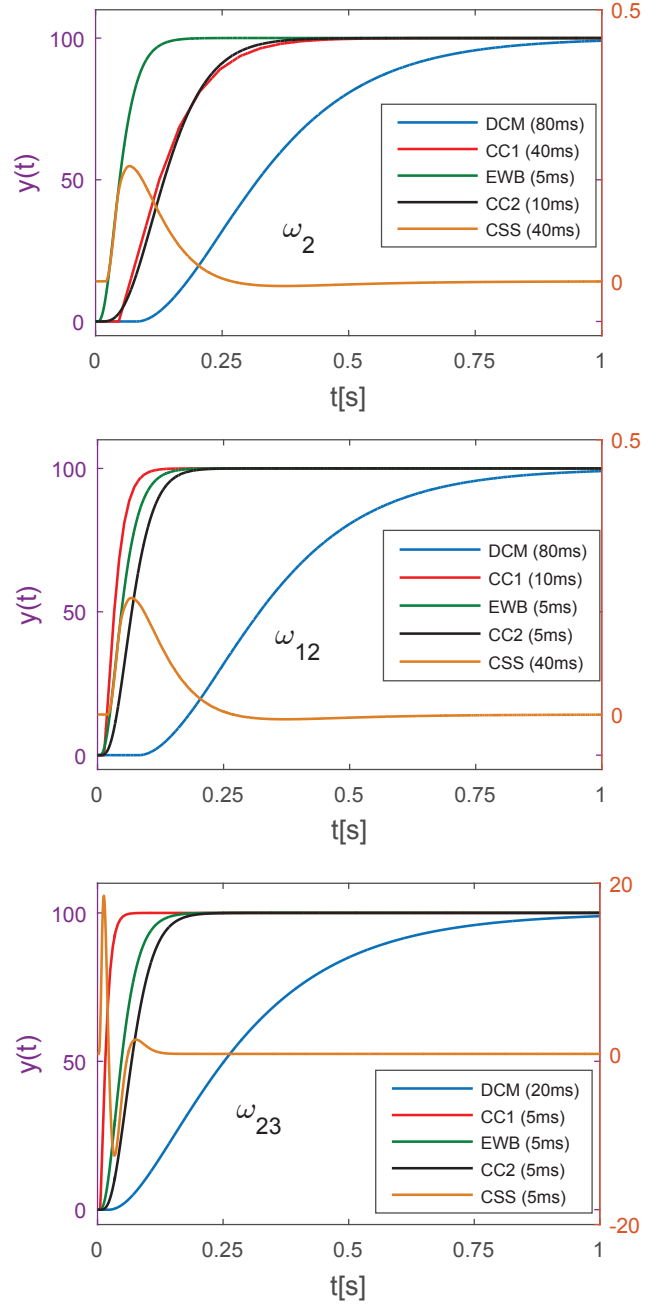 0.5
100
DCM (80ms)
CC1 (40ms)
EWB (5ms)
CC2 (10ms)
CSS (40ms)
y(t)
50
ω2
0
0
0 0.25 0.5 0.75 1
t[s]
0.5
100
DCM (80ms)
CC1 (10ms)
EWB (5ms)
CC2 (5ms)
CSS (40ms)
y(t)
50
ω12
0
0
0 0.25 0.5 0.75 1
t[s]
20
100
y(t)
50
0
DCM (20ms)
CC1 (5ms)
EWB (5ms)
CC2 (5ms)
CSS (5ms)
ω23
0
-20
0 0.25 0.5 0.75 1
t[s]